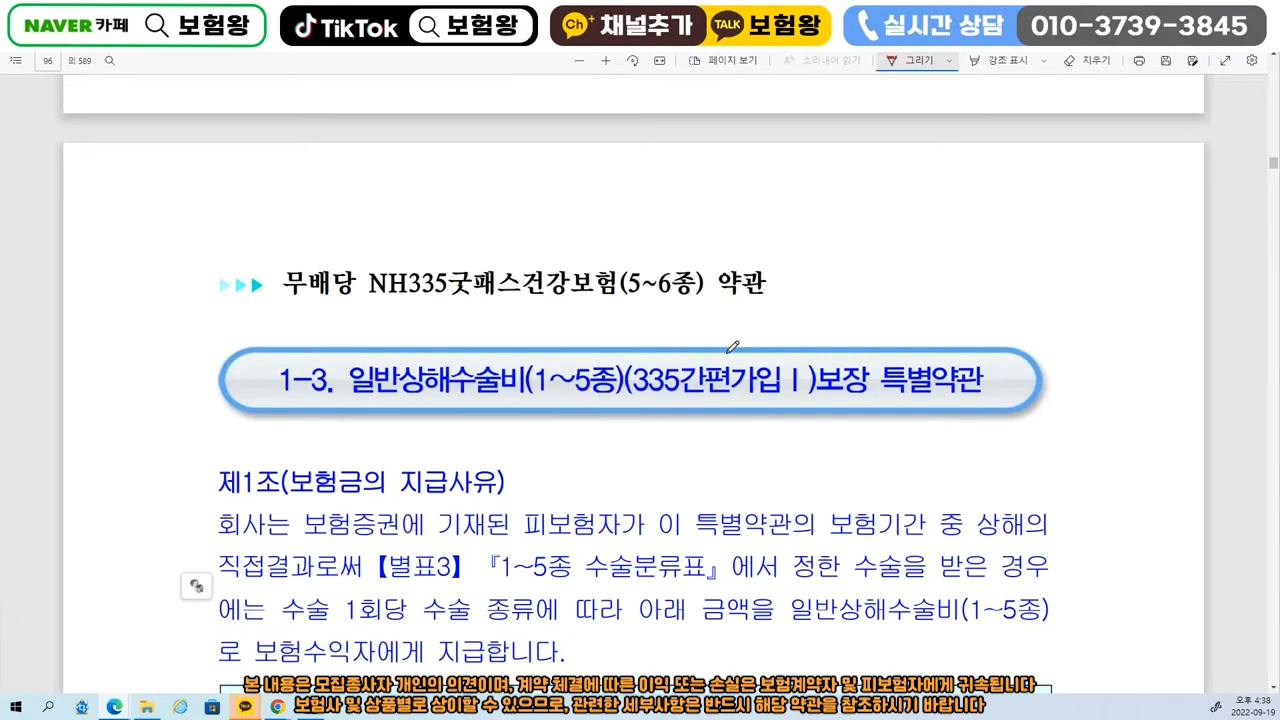 NAVER 카페 보험왕 TikTok 보험왕 Ch+ 채널추가 TALK 보험왕 실시간 상담 010-3739-3845
96 의 589 페이지 보기 소리내어 읽기 그리기 강조 표시 지우기
무배당 NH335굿패스건강보험(5~6종) 약관
1-3. 일반상해수술비(1~5종)(335간편가입Ⅰ)보장 특별약관
제1조(보험금의 지급사유)
회사는 보험증권에 기재된 피보험자가 이 특별약관의 보험기간 중 상해의
직접결과로써 【별표3】 『1~5종 수술분류표』에서 정한 수술을 받은 경우
에는 수술 1회당 수술 종류에 따라 아래 금액을 일반상해수술비(1~5종)
로 보험수익자에게 지급합니다.
본 내용은 모집종사자 개인의 의견이며, 계약 체결에 따른 이익 또는 손실은 보험계약자 및 피보험자에게 귀속됩니다
보험사 및 상품별로 상이할 수 있으므로, 관련한 세부사항은 반드시 해당 약관을 참조하시기 바랍니다
오후 4:38
2022-09-19